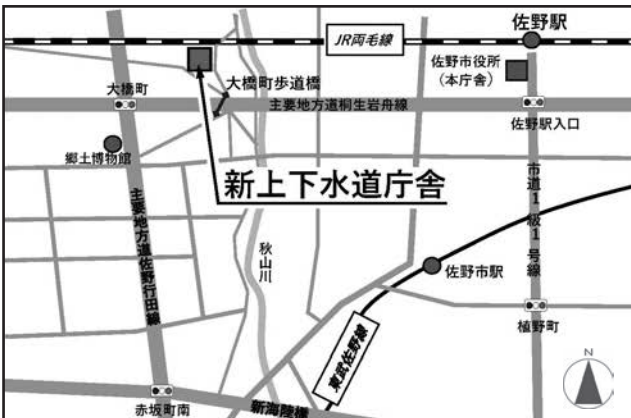 佐野駅
JR両毛線
佐野市役所
（本庁舎）
大橋町歩道橋
大橋町
主要地方道桐生岩舟線
佐野駅入口
郷土博物館
新上下水道庁舎
主要地方道佐野行田線
市道1級1号線
秋山川
佐野市駅
東武佐野線
植野町
赤坂町南
新海陸橋
N